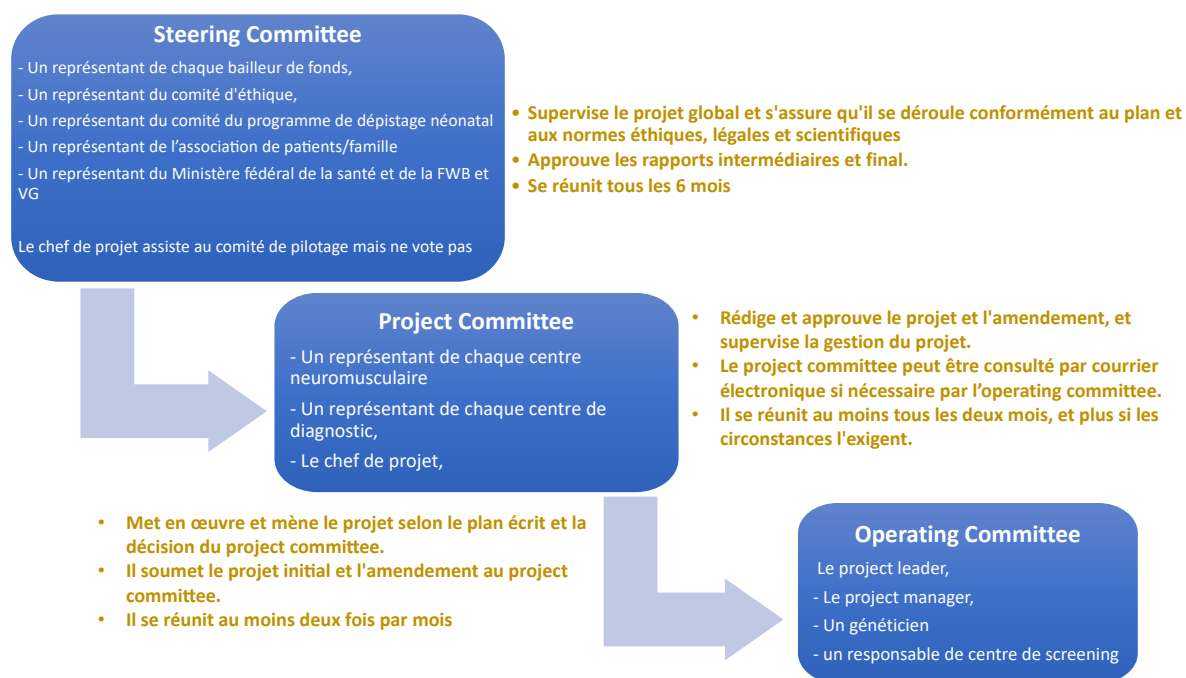 Steering Committee
- Un représentant de chaque bailleur de fonds,
- Un représentant du comité d'éthique,
- Un représentant du comité du programme de dépistage néonatal
- Un représentant de l’association de patients/famille
- Un représentant du Ministère fédéral de la santé et de la FWB et
VG
Le chef de projet assiste au comité de pilotage mais ne vote pas
• Supervise le projet global et s'assure qu'il se déroule conformément au plan et
aux normes éthiques, légales et scientifiques
• Approuve les rapports intermédiaires et final.
• Se réunit tous les 6 mois
Project Committee
- Un représentant de chaque centre
neuromusculaire
- Un représentant de chaque centre de
diagnostic,
- Le chef de projet,
• Rédige et approuve le projet et l'amendement, et
supervise la gestion du projet.
• Le project committee peut être consulté par courrier
électronique si nécessaire par l’operating committee.
• Il se réunit au moins tous les deux mois, et plus si les
circonstances l'exigent.
• Met en œuvre et mène le projet selon le plan écrit et la
décision du project committee.
• Il soumet le projet initial et l'amendement au project
committee.
• Il se réunit au moins deux fois par mois
Operating Committee
Le project leader,
- Le project manager,
- Un généticien
- un responsable de centre de screening